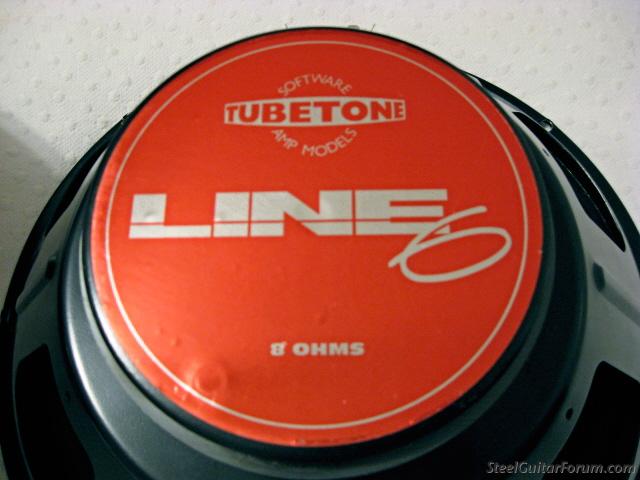 SOFTWARE
TUBETONE
AMP MODELS
LINE 6
8 OHMS
SteelGuitarForum.com